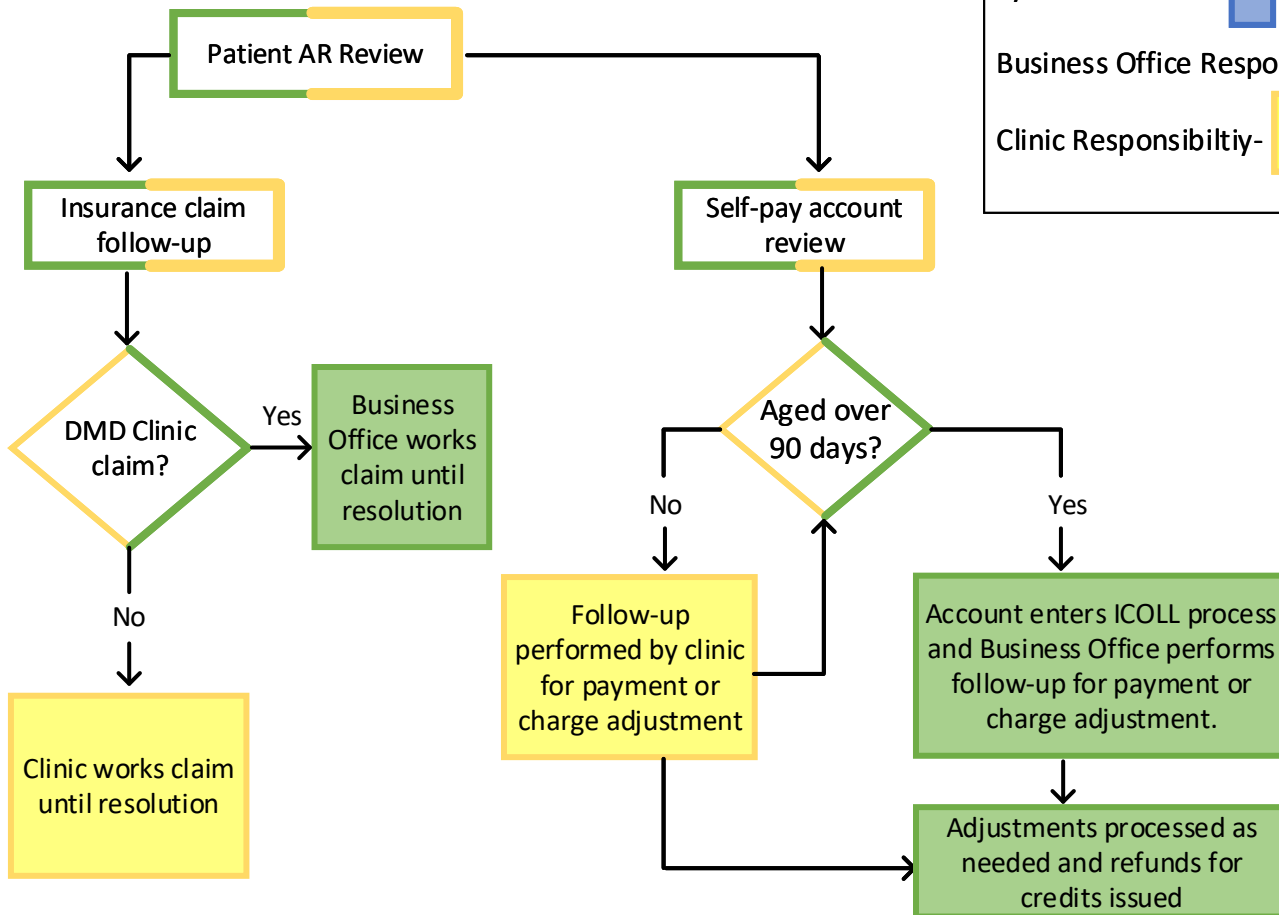 Patient AR Review
Business Office Respo
Clinic Responsibiltiy-
Insurance claim
follow-up
Self-pay account
review
DMD Clinic
claim?
Yes
Business
Office works
claim until
resolution
No
Clinic works claim
until resolution
Aged over
90 days?
No
Yes
Follow-up
performed by clinic
for payment or
charge adjustment
Account enters ICOLL process
and Business Office performs
follow-up for payment or
charge adjustment.
Adjustments processed as
needed and refunds for
credits issued